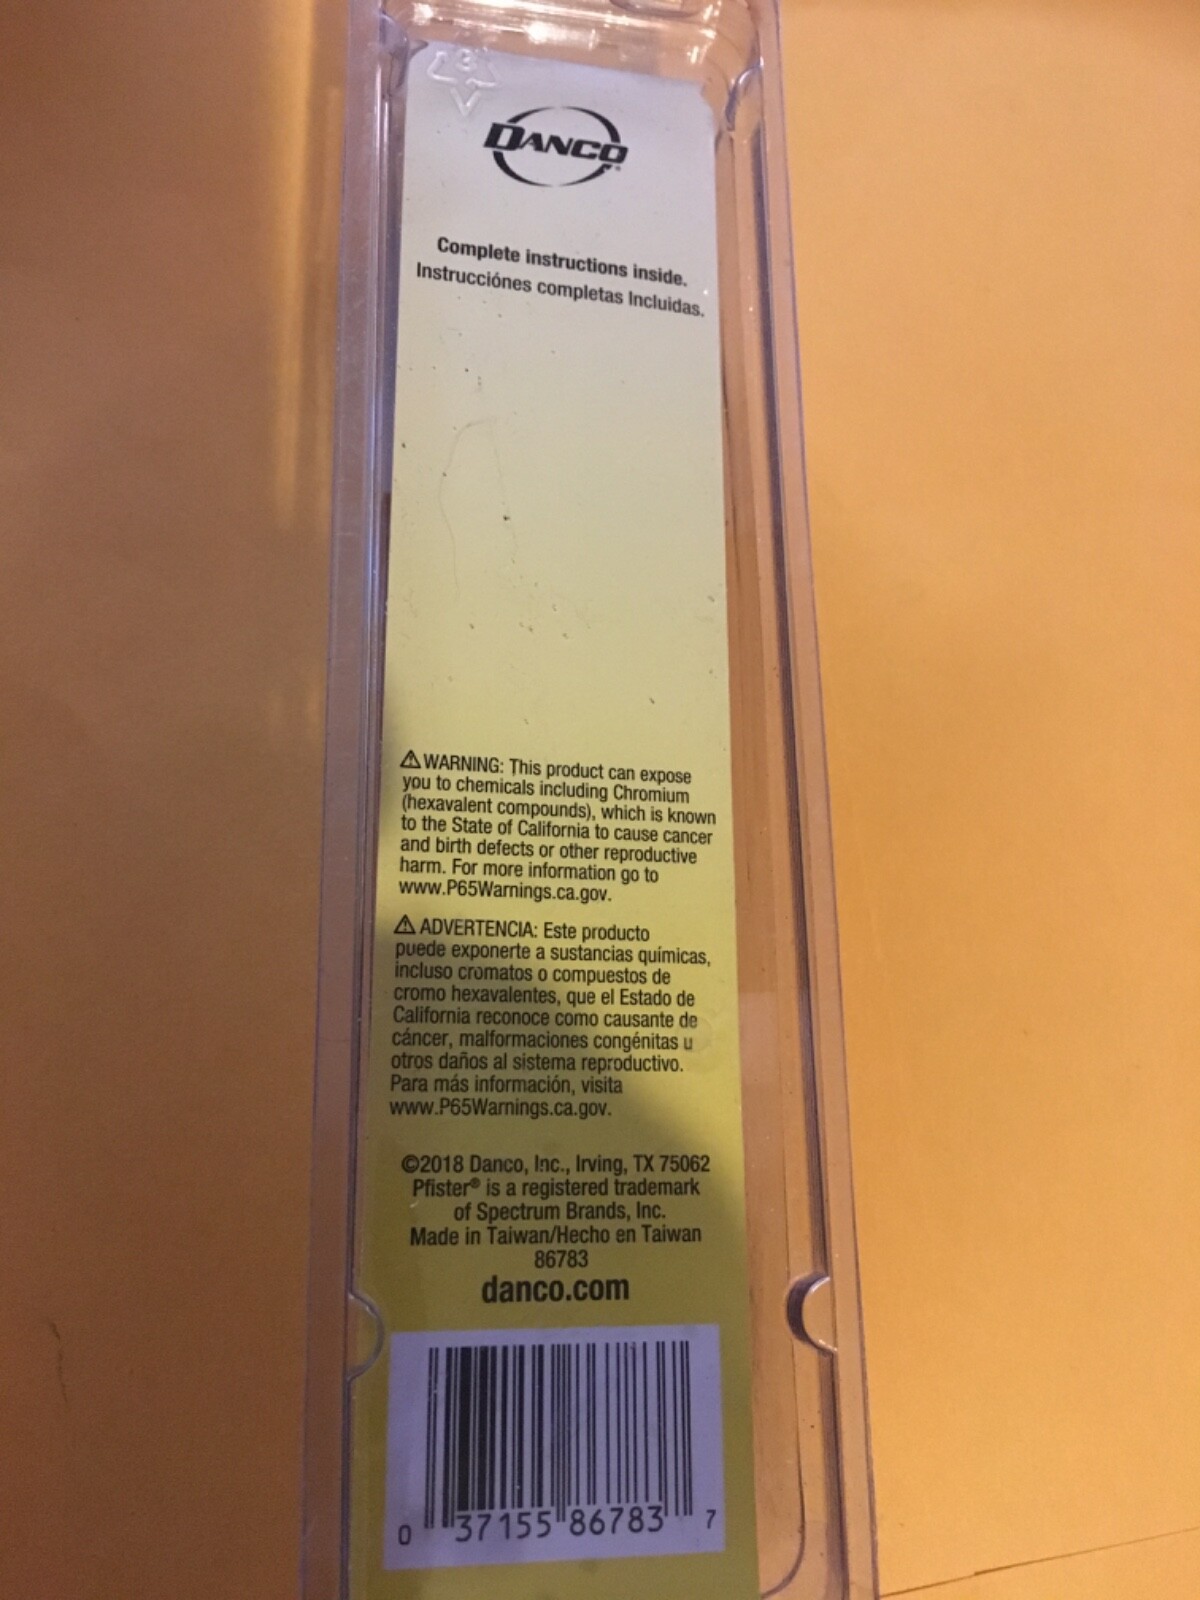 3
DANCO
Complete instructions inside.
Instrucciónes completas Incluidas.
⚠ WARNING: This product can expose
you to chemicals including Chromium
(hexavalent compounds), which is known
to the State of California to cause cancer
and birth defects or other reproductive
harm. For more information go to
www.P65Warnings.ca.gov.
⚠ ADVERTENCIA: Este producto
puede exponerte a sustancias químicas,
incluso cromatos o compuestos de
cromo hexavalentes, que el Estado de
California reconoce como causante de
cáncer, malformaciones congénitas u
otros daños al sistema reproductivo.
Para más información, visita
www.P65Warnings.ca.gov.
©2018 Danco, Inc., Irving, TX 75062
Pfister® is a registered trademark
of Spectrum Brands, Inc.
Made in Taiwan/Hecho en Taiwan
86783
danco.com
0 37155 86783 7